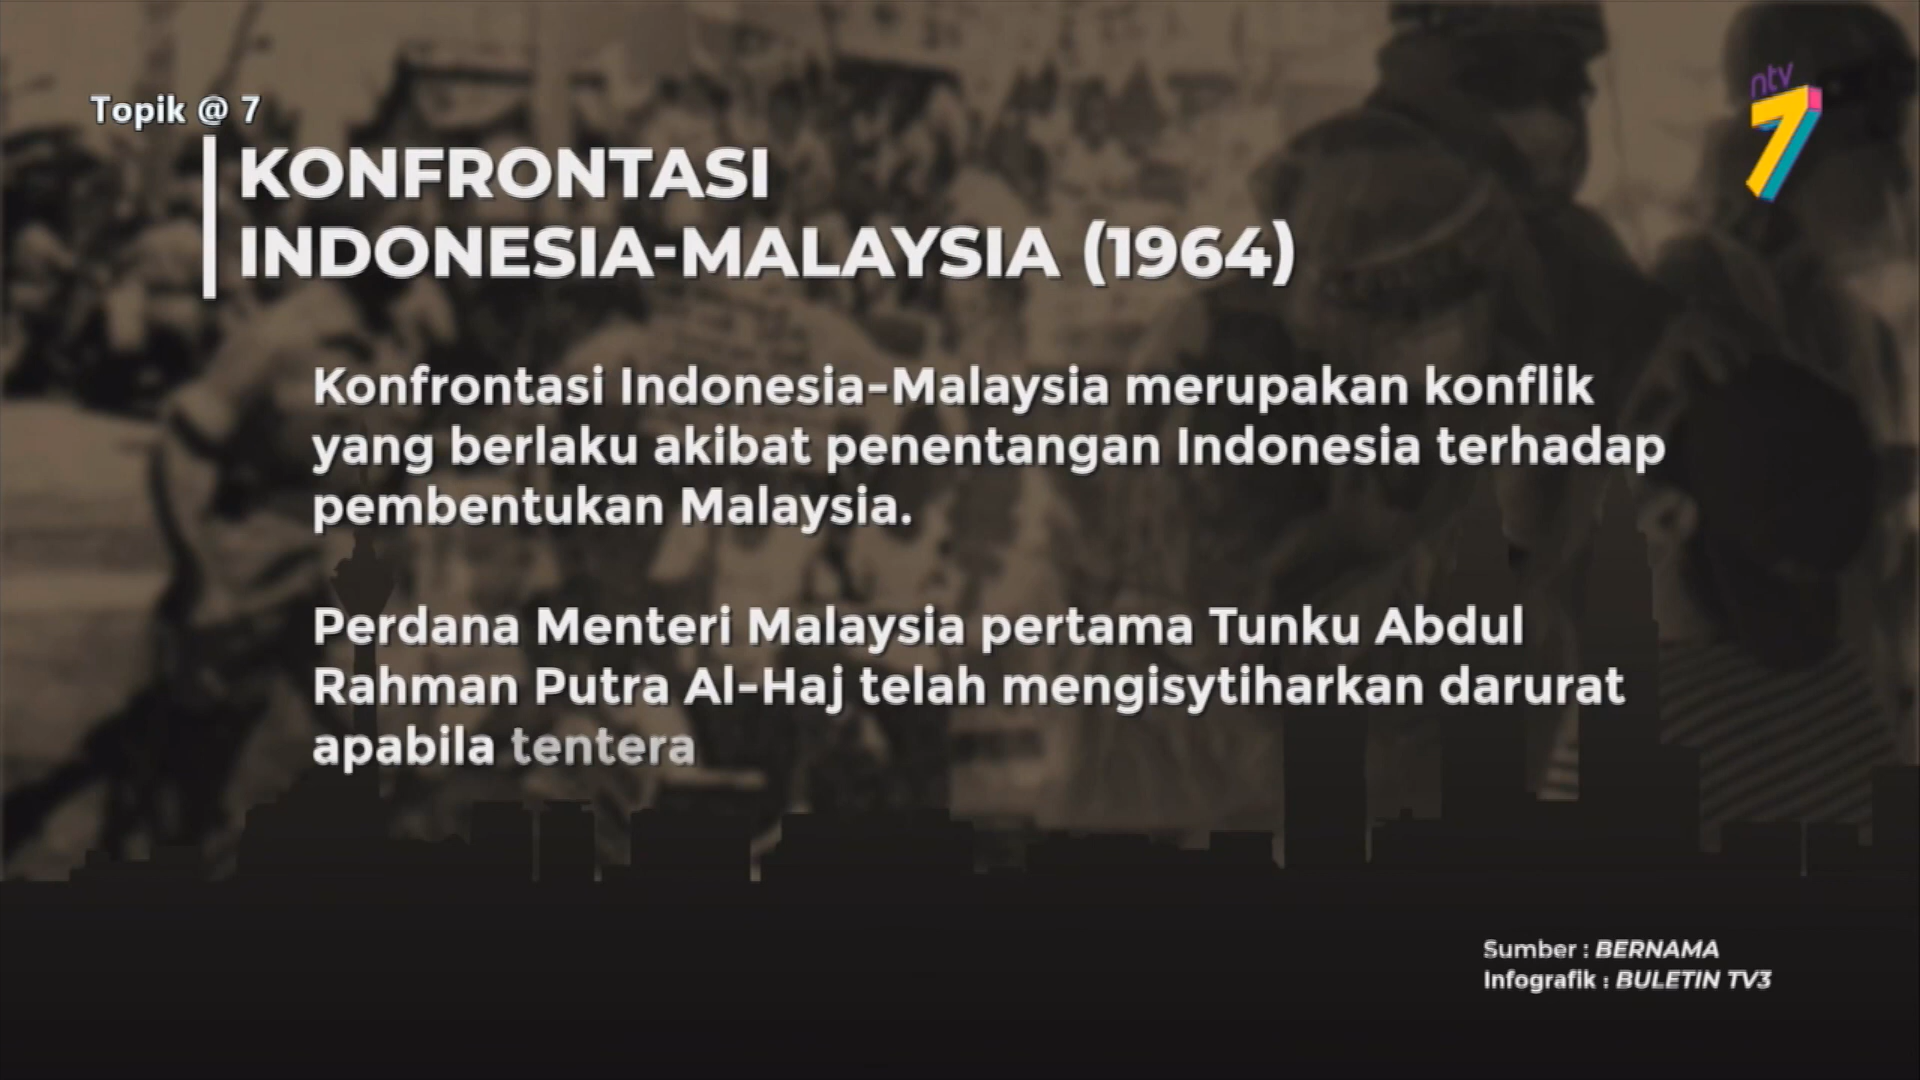 Topik @ 7
ntv
7
KONFRONTASI
INDONESIA-MALAYSIA (1964)
Konfrontasi Indonesia-Malaysia merupakan konflik
yang berlaku akibat penentangan Indonesia terhadap
pembentukan Malaysia.
Perdana Menteri Malaysia pertama Tunku Abdul
Rahman Putra Al-Haj telah mengisytiharkan darurat
apabila tentera
Sumber : BERNAMA
Infografik : BULETIN TV3